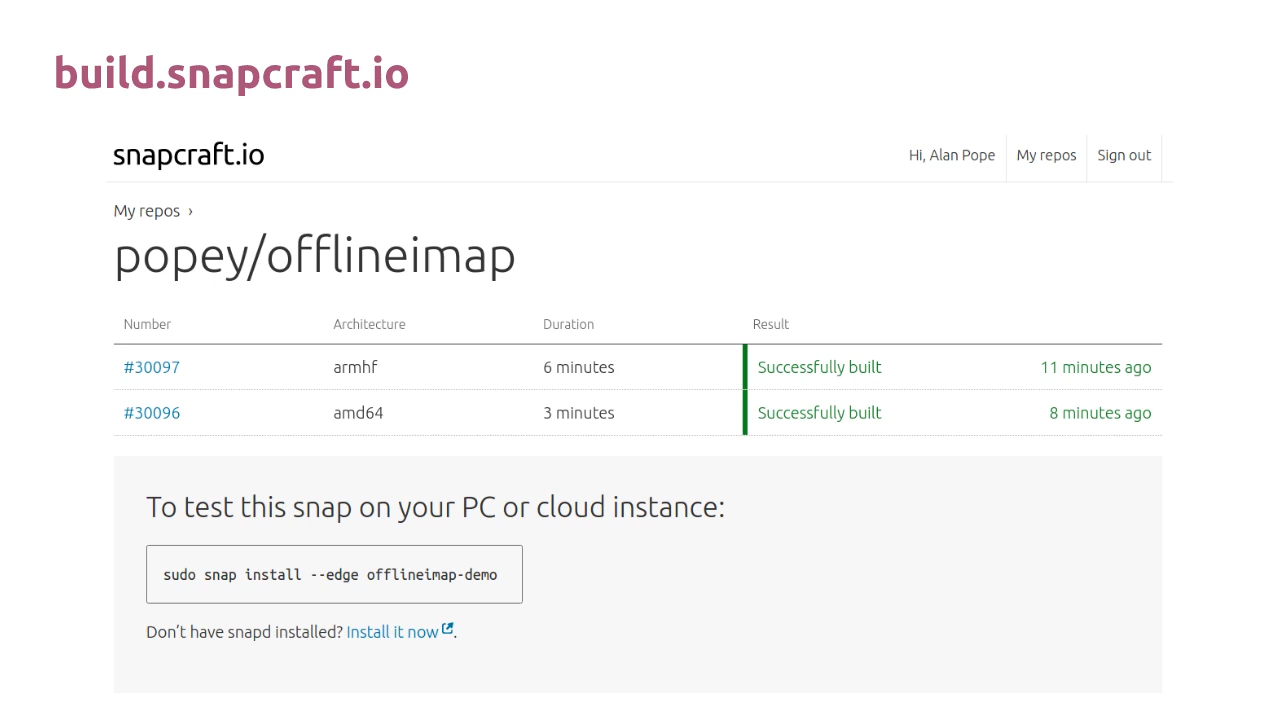 build.snapcraft.io
snapcraft.io
Hi, Alan Pope
My repos
Sign out
My repos ›
popey/offlineimap
Number Architecture Duration Result
#30097 armhf 6 minutes Successfully built 11 minutes ago
#30096 amd64 3 minutes Successfully built 8 minutes ago
To test this snap on your PC or cloud instance:
sudo snap install --edge offlineimap-demo
Don’t have snapd installed? Install it now.